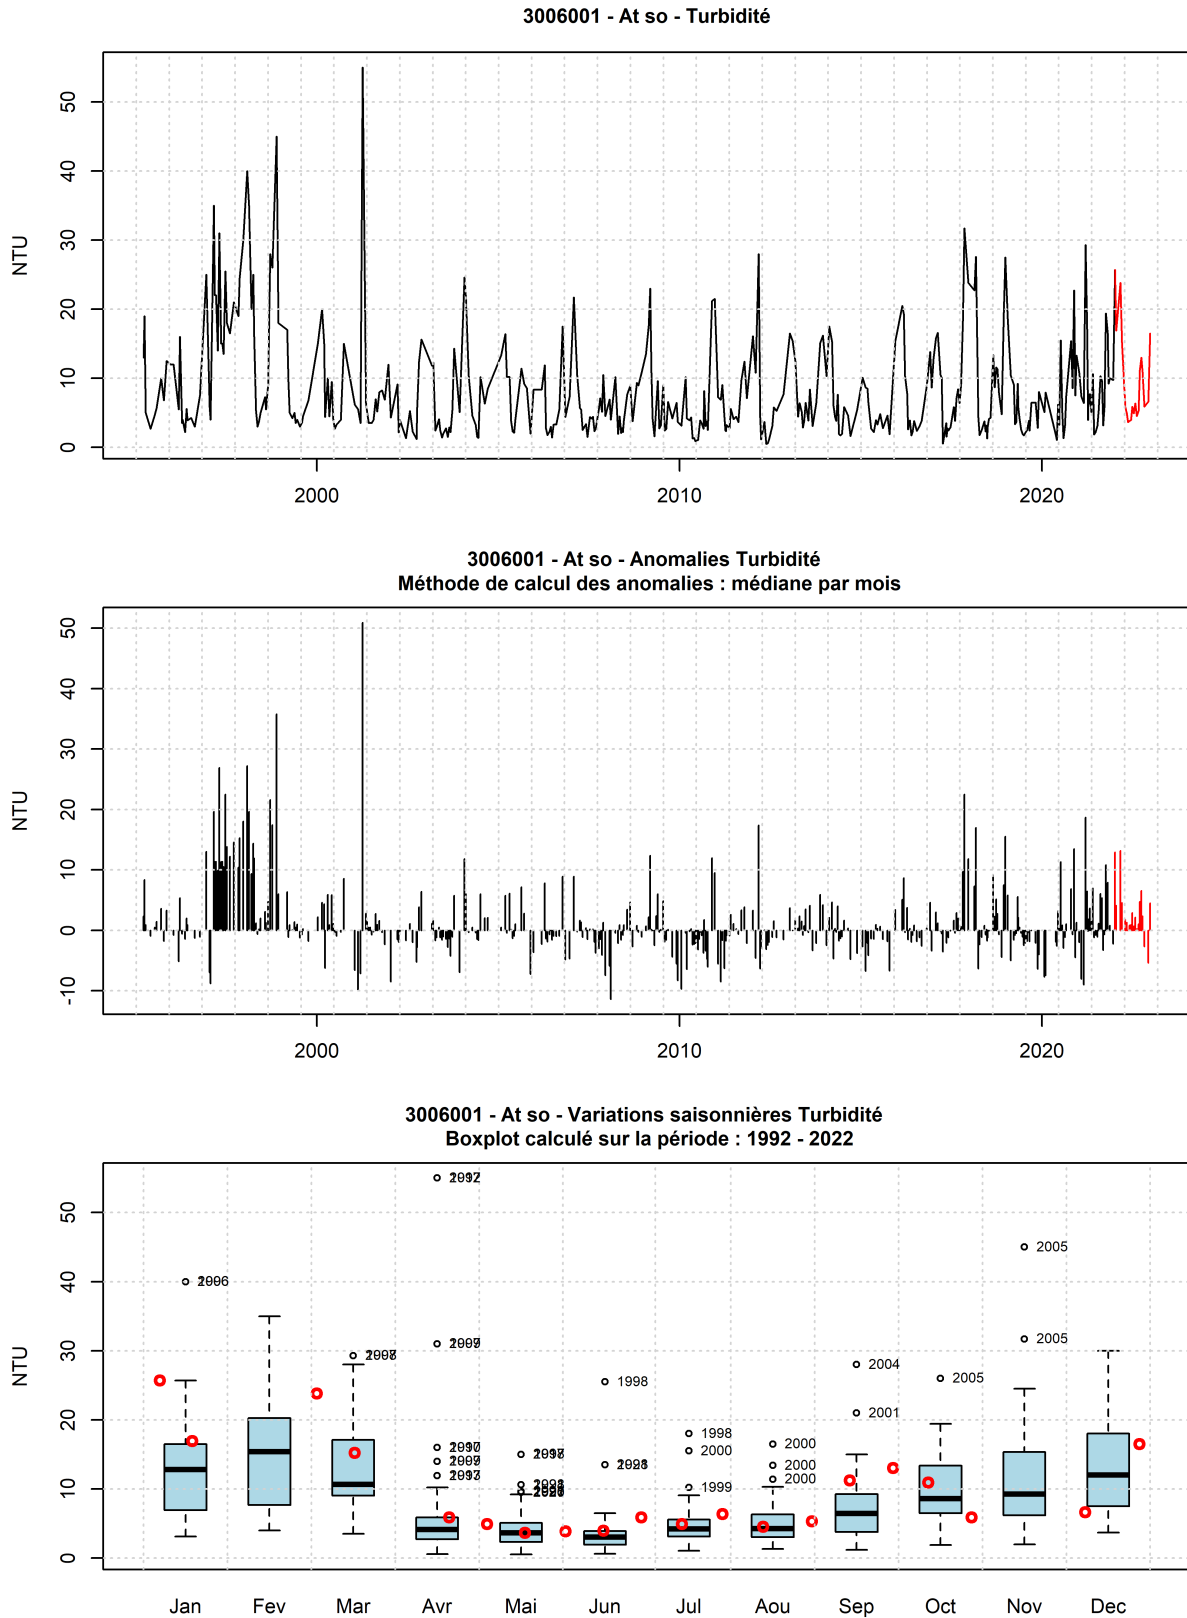 3006001 - At so - Turbidité
NTU
50
40
30
20
10
0
2000
2010
2020
3006001 - At so - Anomalies Turbidité
Méthode de calcul des anomalies : médiane par mois
NTU
50
40
30
20
10
0
-10
2000
2010
2020
3006001 - At so - Variations saisonnières Turbidité
Boxplot calculé sur la période : 1992 - 2022
NTU
50
40
30
20
10
0
2005
2005
2004
2005
2001
1998
1998
2000
1999
2000
2000
2000
Jan
Fev
Mar
Avr
Mai
Jun
Jul
Aou
Sep
Oct
Nov
Dec